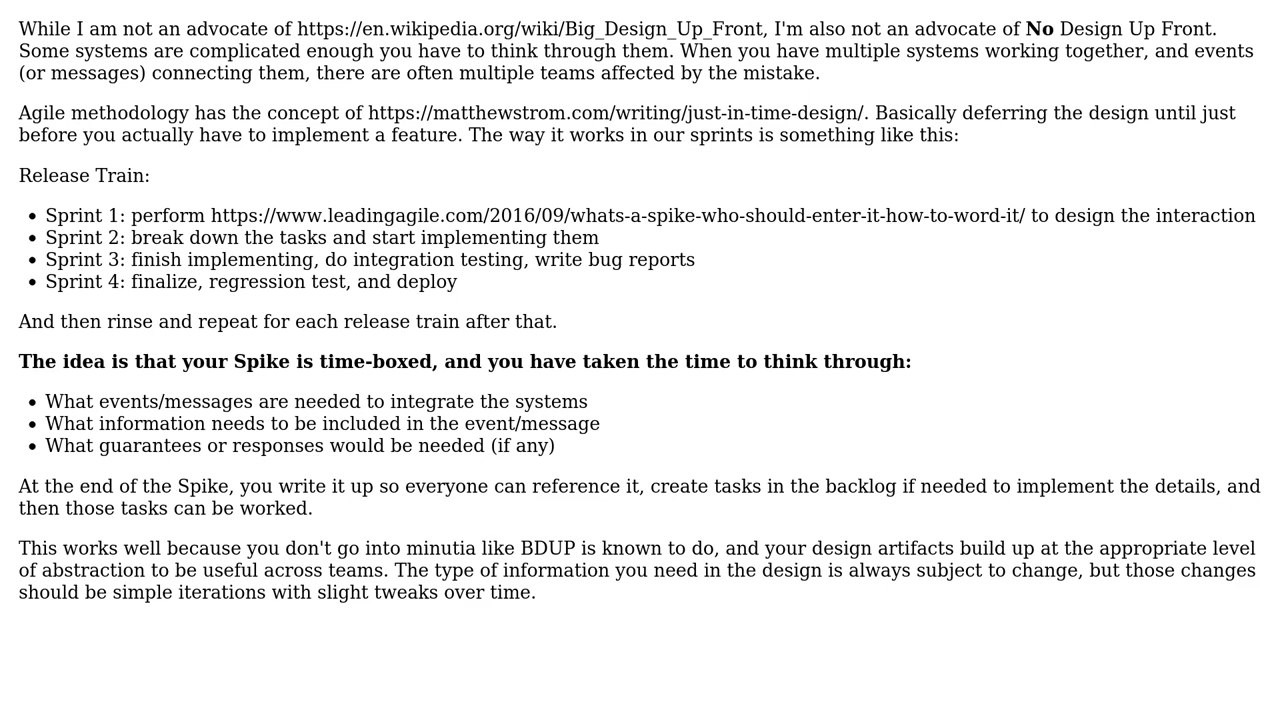 While I am not an advocate of https://en.wikipedia.org/wiki/Big_Design_Up_Front, I'm also not an advocate of No Design Up Front.
Some systems are complicated enough you have to think through them. When you have multiple systems working together, and events
(or messages) connecting them, there are often multiple teams affected by the mistake.
Agile methodology has the concept of https://matthewstrom.com/writing/just-in-time-design/. Basically deferring the design until just
before you actually have to implement a feature. The way it works in our sprints is something like this:
Release Train:
• Sprint 1: perform https://www.leadingagile.com/2016/09/whats-a-spike-who-should-enter-it-how-to-word-it/ to design the interaction
• Sprint 2: break down the tasks and start implementing them
• Sprint 3: finish implementing, do integration testing, write bug reports
• Sprint 4: finalize, regression test, and deploy
And then rinse and repeat for each release train after that.
The idea is that your Spike is time-boxed, and you have taken the time to think through:
• What events/messages are needed to integrate the systems
• What information needs to be included in the event/message
• What guarantees or responses would be needed (if any)
At the end of the Spike, you write it up so everyone can reference it, create tasks in the backlog if needed to implement the details, and
then those tasks can be worked.
This works well because you don't go into minutia like BDUP is known to do, and your design artifacts build up at the appropriate level
of abstraction to be useful across teams. The type of information you need in the design is always subject to change, but those changes
should be simple iterations with slight tweaks over time.